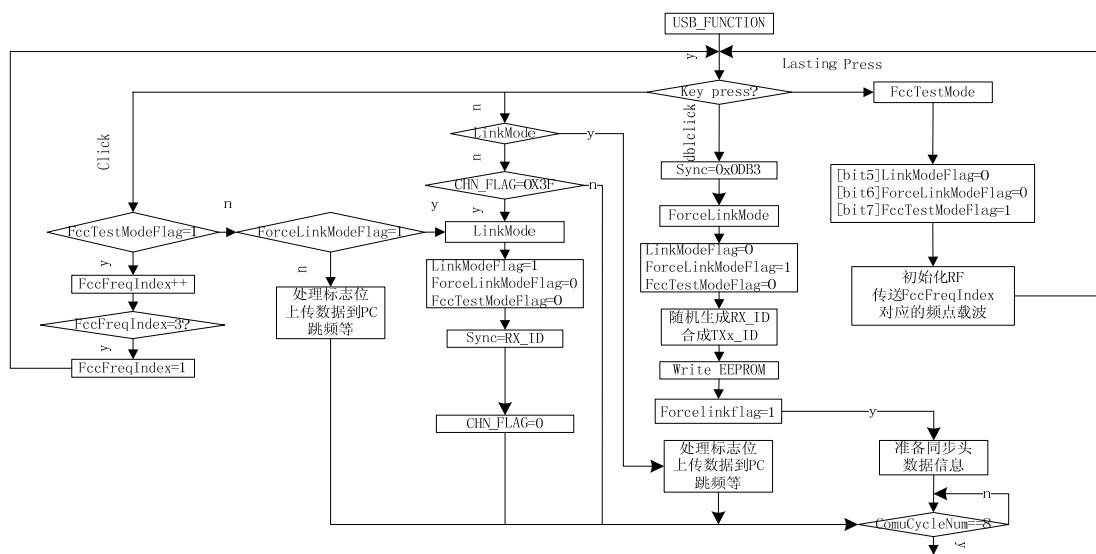 USB_FUNCTION
y
Lasting Press
Key press?
FccTestMode
n
LinkMode
y
Click
dblclick
n
Sync=0x0DB3
[bit5]LinkModeFlag=0
[bit6]ForceLinkModeFlag=0
[bit7]FccTestModeFlag=1
CHN_FLAG=0X3F
n
y
ForceLinkMode
FccTestModeFlag=1
n
ForceLinkModeFlag=1
y
LinkMode
LinkModeFlag=0
ForceLinkModeFlag=1
FccTestModeFlag=0
y
FccFreqIndex++
n
LinkModeFlag=1
ForceLinkModeFlag=0
FccTestModeFlag=0
初始化RF
传送FccFreqIndex
对应的频点载波
处理标志位
上传数据到PC
跳频等
随机生成RX_ID
合成TXx_ID
FccFreqIndex=3?
Sync=RX_ID
y
FccFreqIndex=1
Write EEPROM
Forcelinkflag=1
y
CHN_FLAG=0
处理标志位
上传数据到PC
跳频等
准备同步头
数据信息
n
ComuCycleNum==8
y